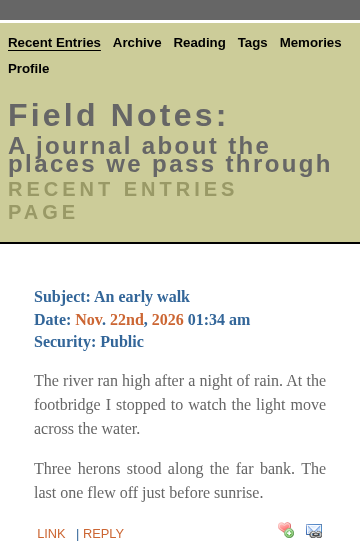 Recent Entries Archive Reading Tags Memories
Profile
Field Notes:
A journal about the
places we pass through
RECENT ENTRIES
PAGE
Subject: An early walk
Date: Nov. 22nd, 2026 01:34 am
Security: Public
The river ran high after a night of rain. At the
footbridge I stopped to watch the light move
across the water.
Three herons stood along the far bank. The
last one flew off just before sunrise.
LINK | REPLY